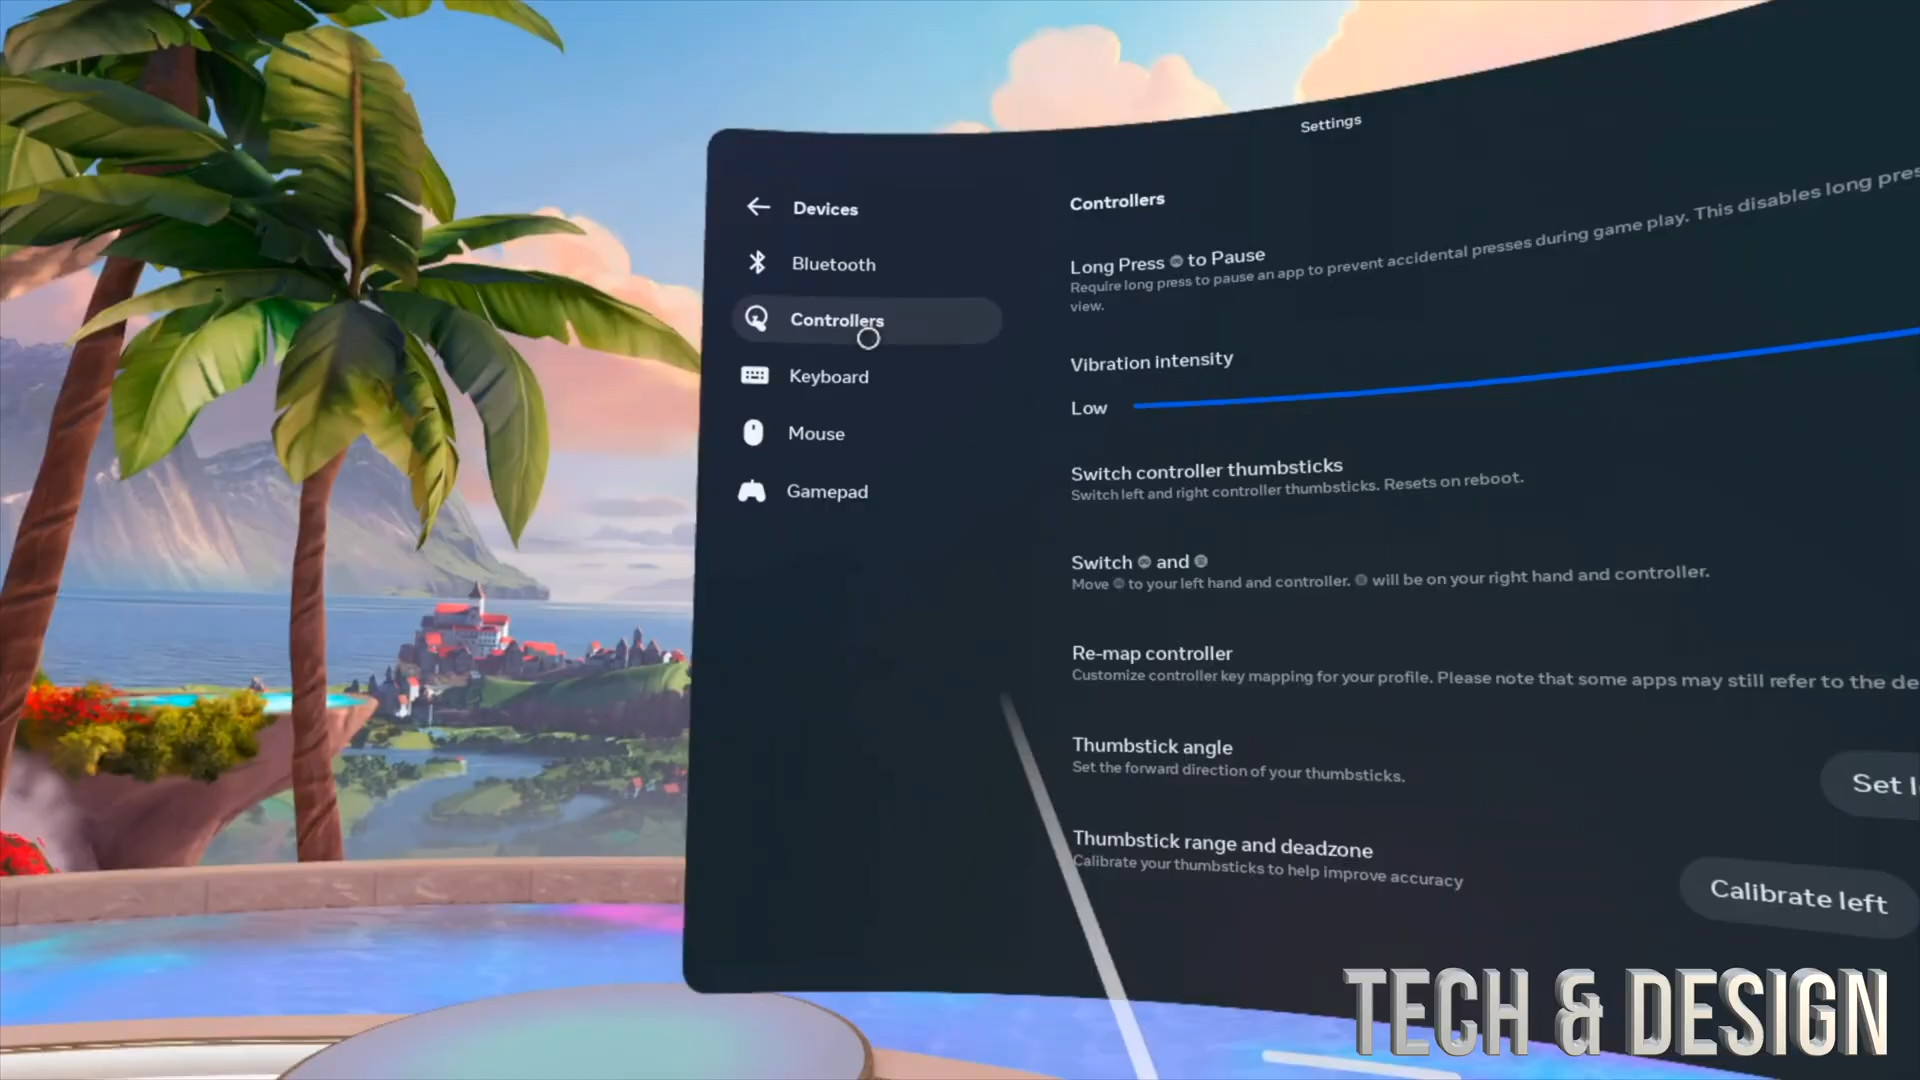 Settings
Devices
Bluetooth
Controllers
Keyboard
Mouse
Gamepad
Controllers
Long Press to Pause
Require long press to pause an app to prevent accidental presses during game play. This disables long
view.
Vibration intensity
Low
Switch controller thumbsticks
Switch left and right controller thumbsticks. Resets on reboot.
Switch and
Move to your left hand and controller. will be on your right hand and controller.
Re-map controller
Customize controller key mapping for your profile. Please note that some apps may still refer to the
Thumbstick angle
Set the forward direction of your thumbsticks.
Set
Thumbstick range and deadzone
Calibrate your thumbsticks to help improve accuracy
Calibrate left
TECH & DESIGN